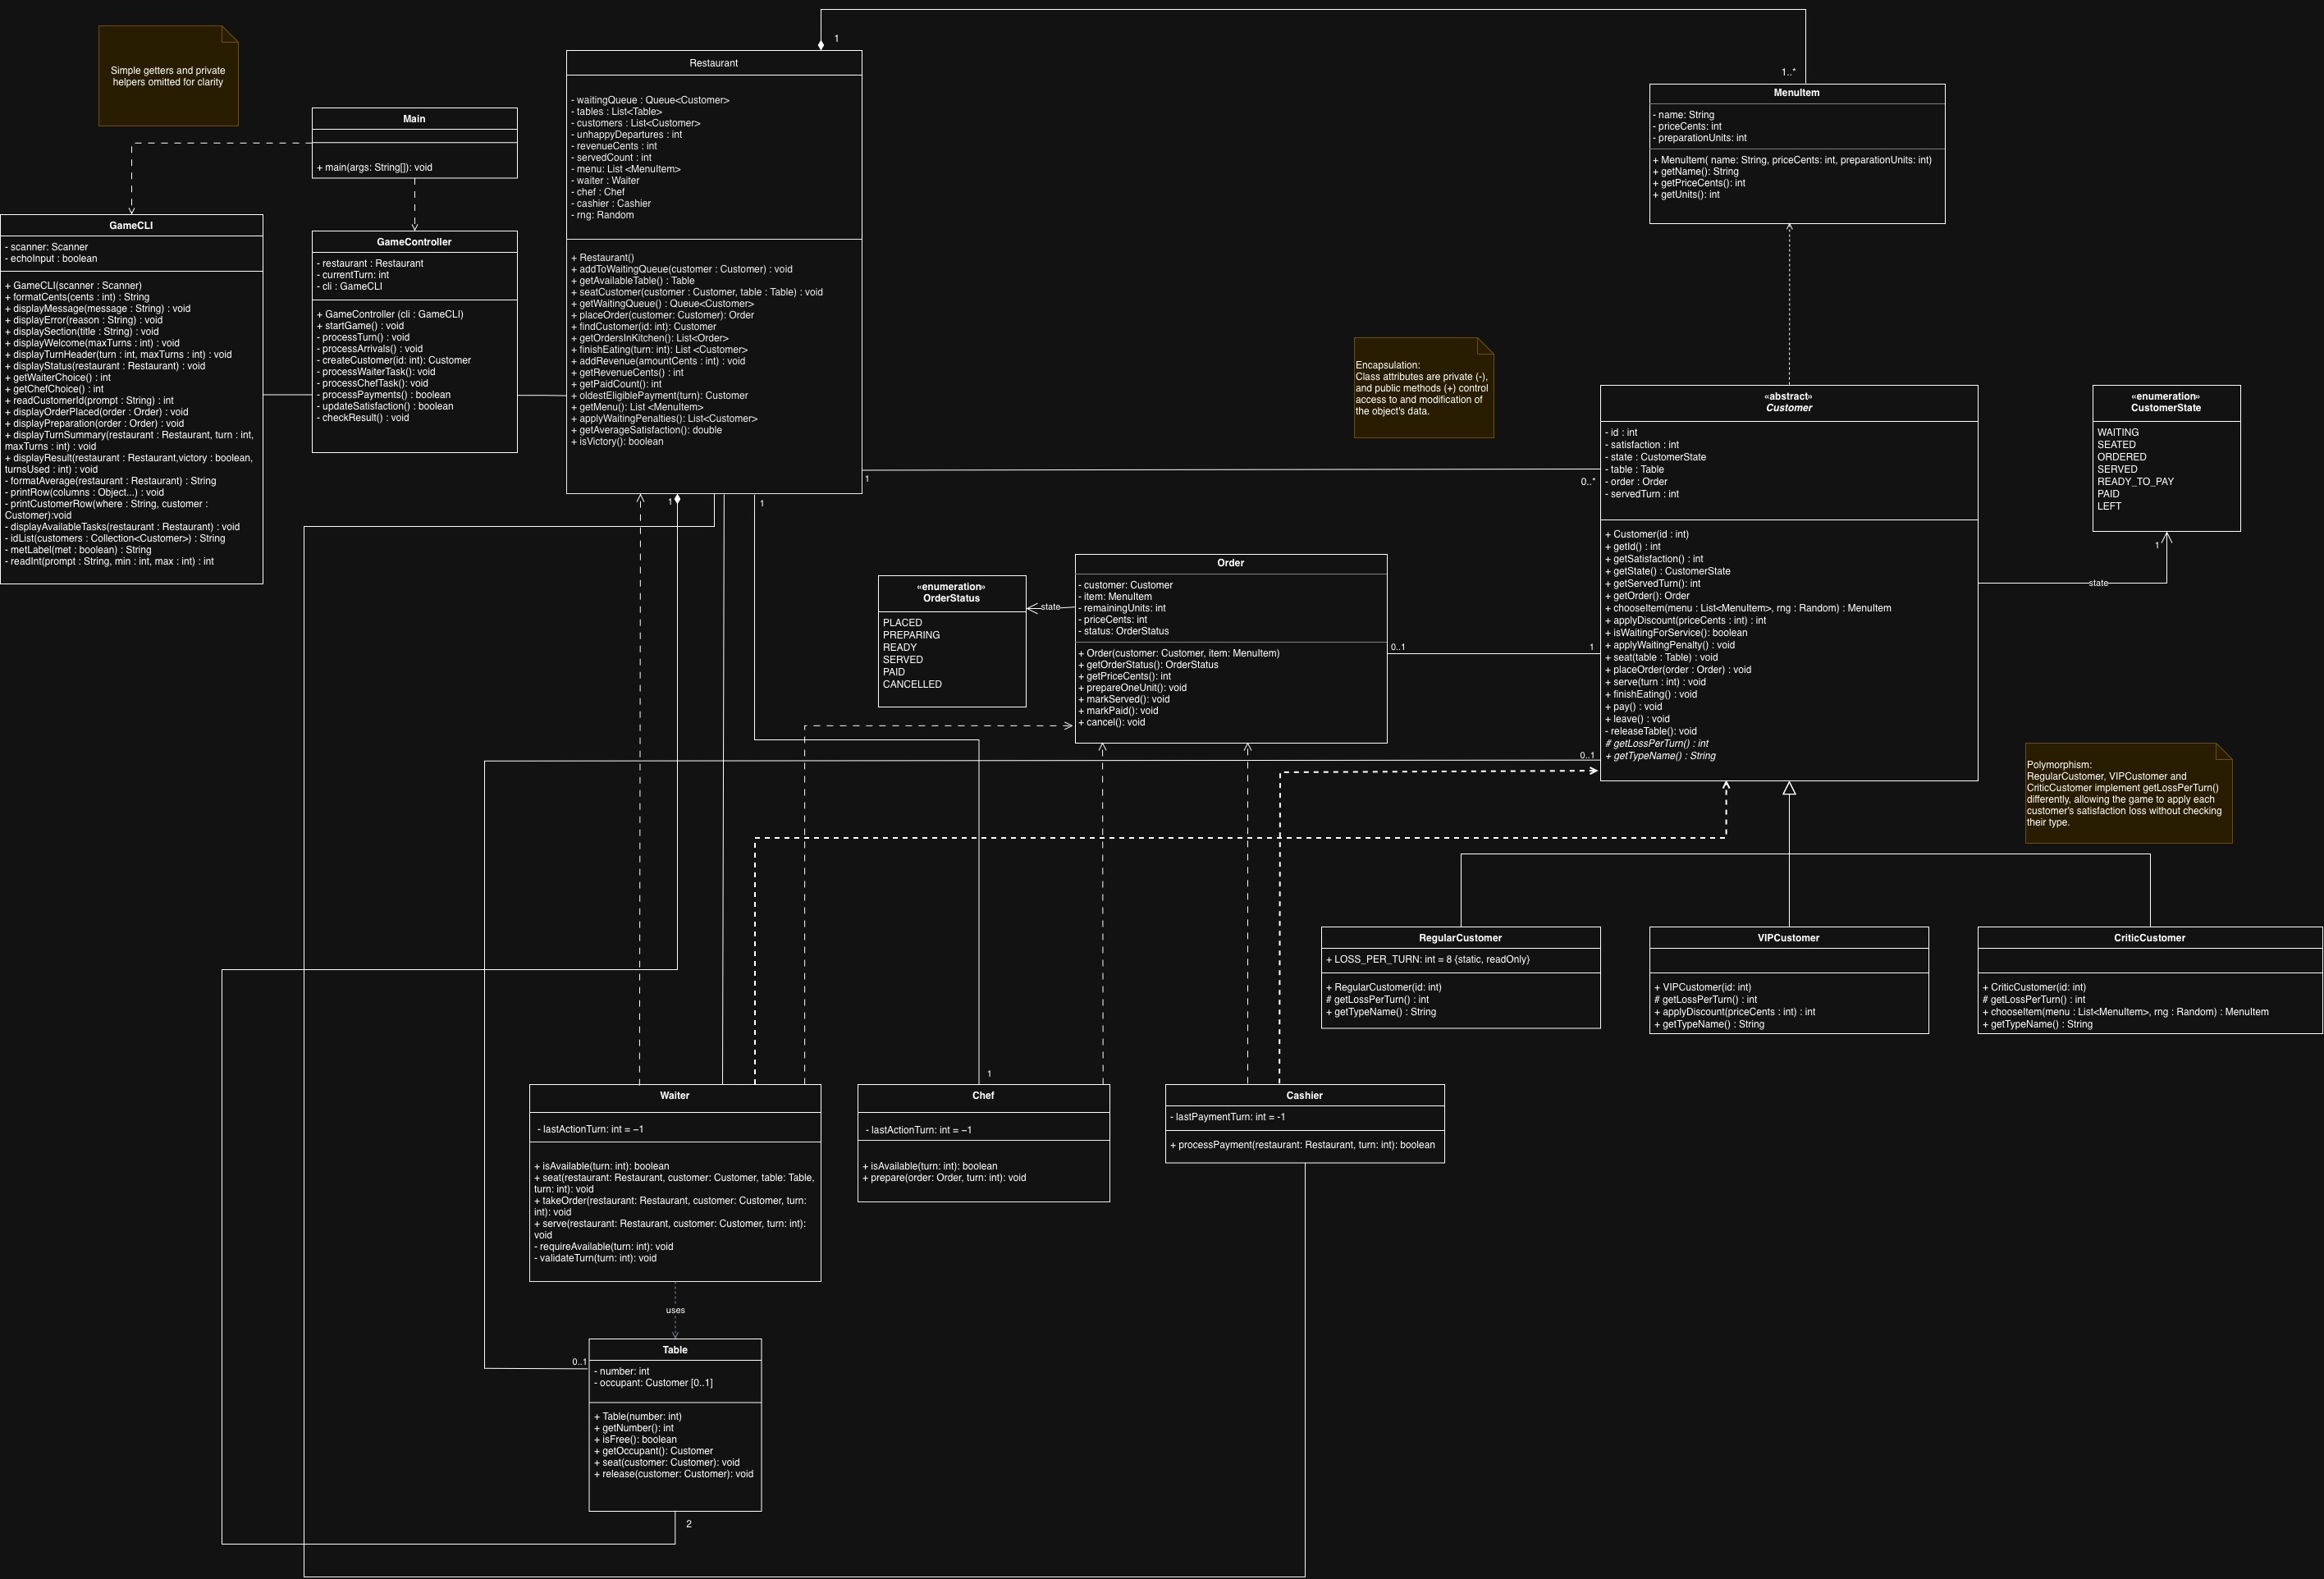 Simple getters and private
helpers omitted for clarity
Main
+ main(args: String[]): void
GameCLI
- scanner: Scanner
- echoInput : boolean
+ GameCLI(scanner : Scanner)
+ formatCents(cents : int) : String
+ displayMessage(message : String) : void
+ displayError(reason : String) : void
+ displaySection(title : String) : void
+ displayWelcome(maxTurns : int) : void
+ displayTurnHeader(turn : int, maxTurns : int) : void
+ displayStatus(restaurant : Restaurant) : void
+ getWaiterChoice() : int
+ getChefChoice() : int
+ readCustomerId(prompt : String) : int
+ displayOrderPlaced(order : Order) : void
+ displayPreparation(order : Order) : void
+ displayTurnSummary(restaurant : Restaurant, turn : int,
maxTurns : int) : void
+ displayResult(restaurant : Restaurant,victory : boolean,
turnsUsed : int) : void
- formatAverage(restaurant : Restaurant) : String
- printRow(columns : Object...) : void
- printCustomerRow(where : String, customer :
Customer):void
- displayAvailableTasks(restaurant : Restaurant) : void
- idList(customers : Collection<Customer>) : String
- metLabel(met : boolean) : String
- readInt(prompt : String, min : int, max : int) : int
GameController
- restaurant : Restaurant
- currentTurn: int
- cli : GameCLI
+ GameController (cli : GameCLI)
+ startGame() : void
- processTurn() : void
- processArrivals() : void
- createCustomer(id: int): Customer
- processWaiterTask(): void
- processChefTask(): void
- processPayments() : boolean
- updateSatisfaction() : boolean
- checkResult() : void
1
Restaurant
- waitingQueue : Queue<Customer>
- tables : List<Table>
- customers : List<Customer>
- unhappyDepartures : int
- revenueCents : int
- servedCount : int
- menu: List <MenuItem>
- waiter : Waiter
- chef : Chef
- cashier : Cashier
- rng: Random
+ Restaurant()
+ addToWaitingQueue(customer : Customer) : void
+ getAvailableTable() : Table
+ seatCustomer(customer : Customer, table : Table) : void
+ getWaitingQueue() : Queue<Customer>
+ placeOrder(customer: Customer): Order
+ findCustomer(id: int): Customer
+ getOrdersInKitchen(): List<Order>
+ finishEating(turn: int): List <Customer>
+ addRevenue(amountCents : int) : void
+ getRevenueCents() : int
+ getPaidCount(): int
+ oldestEligiblePayment(turn): Customer
+ getMenu(): List <MenuItem>
+ applyWaitingPenalties(): List<Customer>
+ getAverageSatisfaction(): double
+ isVictory(): boolean
1
1
1
1..*
MenuItem
- name: String
- priceCents: int
- preparationUnits: int
+ MenuItem( name: String, priceCents: int, preparationUnits: int)
+ getName(): String
+ getPriceCents(): int
+ getUnits(): int
Encapsulation:
Class attributes are private (-),
and public methods (+) control
access to and modification of
the object's data.
0..*
«abstract»
Customer
- id : int
- satisfaction : int
- state : CustomerState
- table : Table
- order : Order
- servedTurn : int
+ Customer(id : int)
+ getId() : int
+ getSatisfaction() : int
+ getState() : CustomerState
+ getServedTurn(): int
+ getOrder(): Order
+ chooseItem(menu : List<MenuItem>, rng : Random) : MenuItem
+ applyDiscount(priceCents : int) : int
+ isWaitingForService(): boolean
+ applyWaitingPenalty() : void
+ seat(table : Table) : void
+ placeOrder(order : Order) : void
+ serve(turn : int) : void
+ finishEating() : void
+ pay() : void
+ leave() : void
- releaseTable(): void
# getLossPerTurn() : int
+ getTypeName() : String
«enumeration»
CustomerState
WAITING
SEATED
ORDERED
SERVED
READY_TO_PAY
PAID
LEFT
1
state
«enumeration»
OrderStatus
PLACED
PREPARING
READY
SERVED
PAID
CANCELLED
state
Order
- customer: Customer
- item: MenuItem
- remainingUnits: int
- priceCents: int
- status: OrderStatus
+ Order(customer: Customer, item: MenuItem)
+ getOrderStatus(): OrderStatus
+ getPriceCents(): int
+ prepareOneUnit(): void
+ markServed(): void
+ markPaid(): void
+ cancel(): void
0..1
1
0..1
Polymorphism:
RegularCustomer, VIPCustomer and
CriticCustomer implement getLossPerTurn()
differently, allowing the game to apply each
customer's satisfaction loss without checking
their type.
RegularCustomer
+ LOSS_PER_TURN: int = 8 {static, readOnly}
+ RegularCustomer(id: int)
# getLossPerTurn() : int
+ getTypeName() : String
VIPCustomer
+ VIPCustomer(id: int)
# getLossPerTurn() : int
+ applyDiscount(priceCents : int) : int
+ getTypeName() : String
CriticCustomer
+ CriticCustomer(id: int)
# getLossPerTurn() : int
+ chooseItem(menu : List<MenuItem>, rng : Random) : MenuItem
+ getTypeName() : String
Waiter
- lastActionTurn: int = −1
+ isAvailable(turn: int): boolean
+ seat(restaurant: Restaurant, customer: Customer, table: Table,
turn: int): void
+ takeOrder(restaurant: Restaurant, customer: Customer, turn:
int): void
+ serve(restaurant: Restaurant, customer: Customer, turn: int):
void
- requireAvailable(turn: int): void
- validateTurn(turn: int): void
1
Chef
- lastActionTurn: int = −1
+ isAvailable(turn: int): boolean
+ prepare(order: Order, turn: int): void
Cashier
- lastPaymentTurn: int = -1
+ processPayment(restaurant: Restaurant, turn: int): boolean
uses
0..1
Table
- number: int
- occupant: Customer [0..1]
+ Table(number: int)
+ getNumber(): int
+ isFree(): boolean
+ getOccupant(): Customer
+ seat(customer: Customer): void
+ release(customer: Customer): void
2